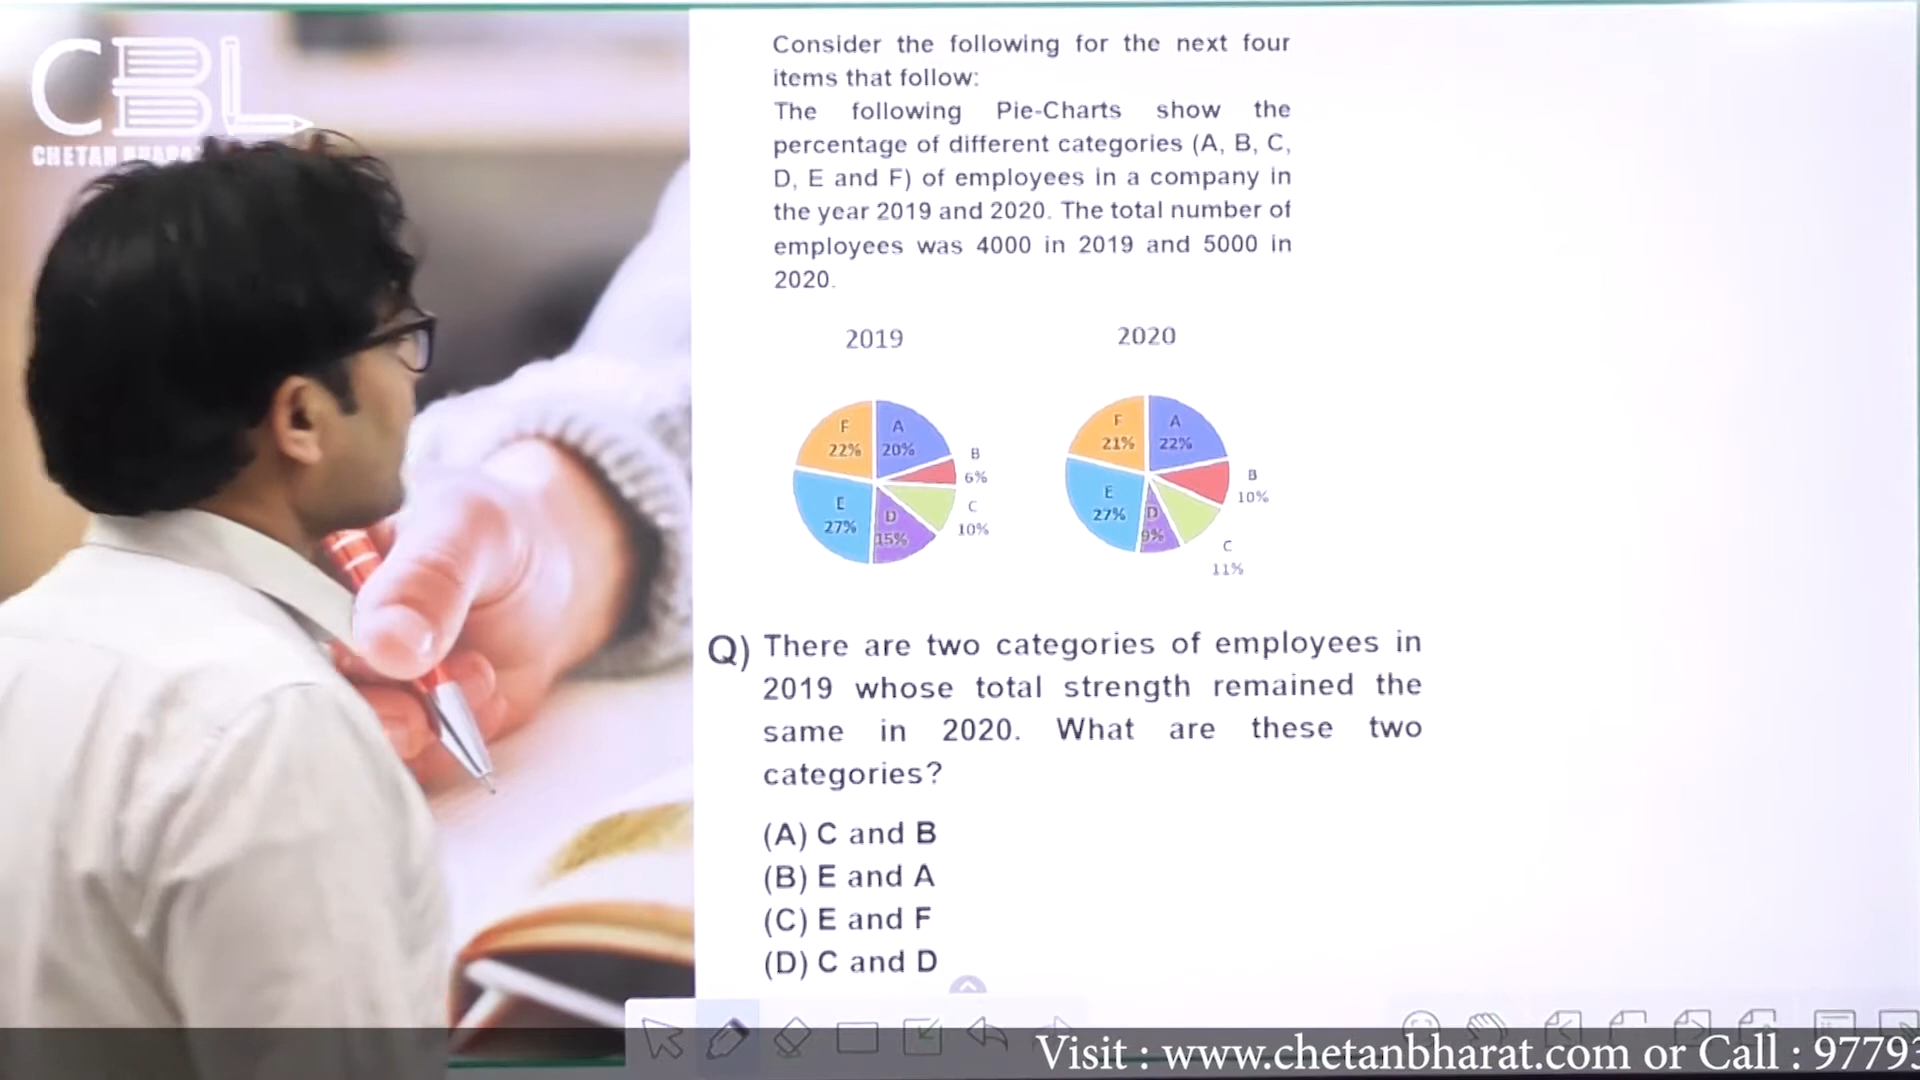 CBL
CHETAN
Consider the following for the next four
items that follow:
The following Pie-Charts show the
percentage of different categories (A, B, C,
D, E and F) of employees in a company in
the year 2019 and 2020. The total number of
employees was 4000 in 2019 and 5000 in
2020.
2019
2020
F
22%
A
20%
B
6%
C
10%
D
15%
E
27%
F
21%
A
22%
B
10%
C
11%
D
9%
E
27%
Q) There are two categories of employees in
2019 whose total strength remained the
same in 2020. What are these two
categories?
(A) C and B
(B) E and A
(C) E and F
(D) C and D
Visit : www.chetanbharat.com or Call : 9779